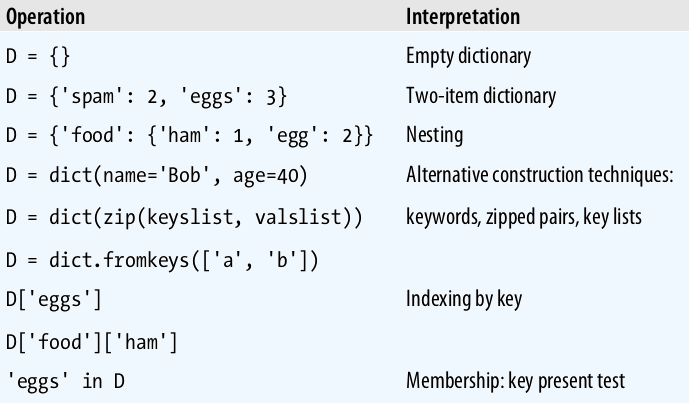 Operation Interpretation
D = {} Empty dictionary
D = {'spam': 2, 'eggs': 3} Two-item dictionary
D = {'food': {'ham': 1, 'egg': 2}} Nesting
D = dict(name='Bob', age=40) Alternative construction techniques:
D = dict(zip(keyslist, valslist)) keywords, zipped pairs, key lists
D = dict.fromkeys(['a', 'b'])
D['eggs'] Indexing by key
D['food']['ham']
'eggs' in D Membership: key present test